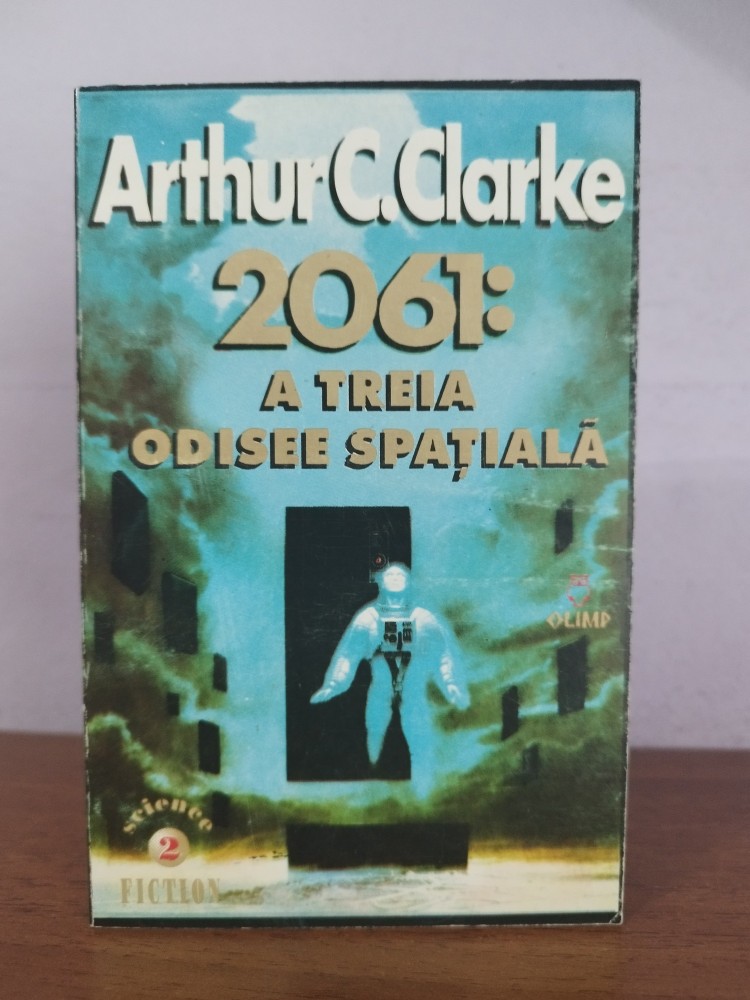 Arthur C. Clarke
2061:
A TREIA
ODISEE SPAȚIALĂ
OLIMP
science
2
FICTION